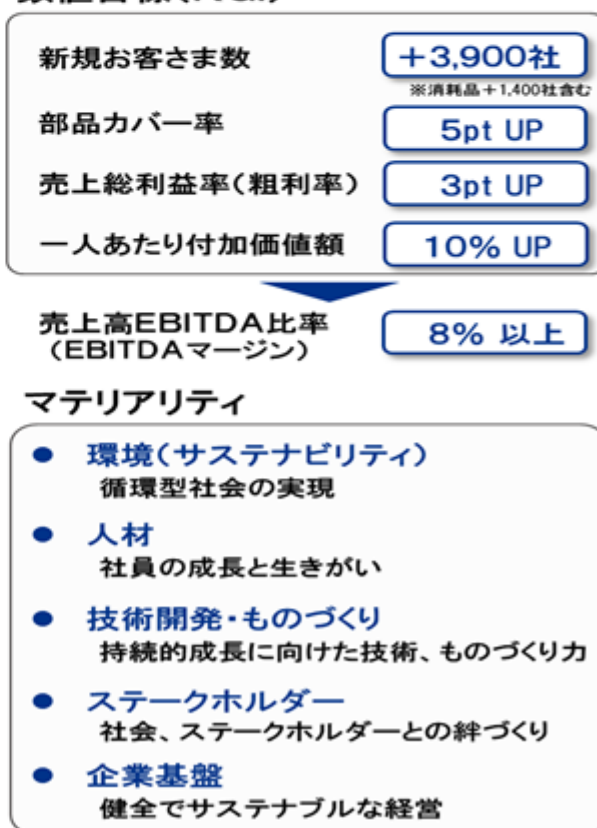 新規お客さま数
+3,900社
※消耗品+1,400社含む
部品カバー率
5pt UP
売上総利益率(粗利率)
3pt UP
一人あたり付加価値額
10% UP
売上高EBITDA比率
(EBITDAマージン)
8% 以上
マテリアリティ
● 環境(サステナビリティ)
循環型社会の実現
● 人材
社員の成長と生きがい
● 技術開発・ものづくり
持続的成長に向けた技術、ものづくり力
● ステークホルダー
社会、ステークホルダーとの絆づくり
● 企業基盤
健全でサステナブルな経営